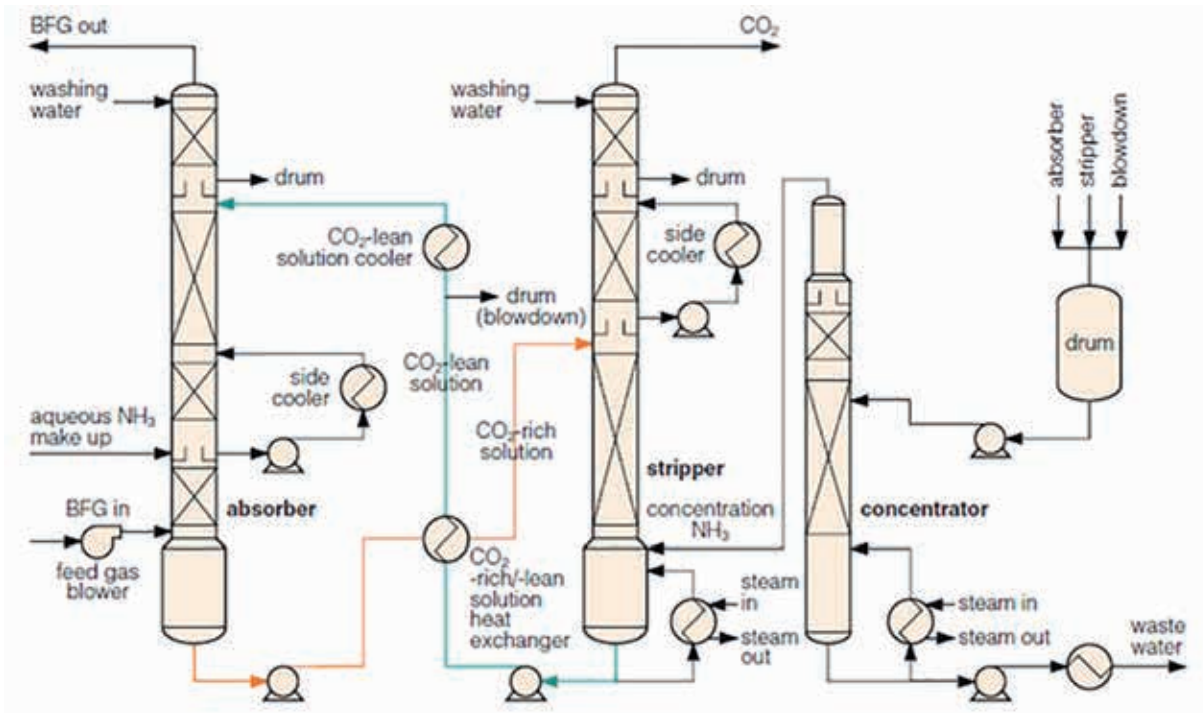 BFG out
washing
water
drum
CO₂-lean
solution cooler
drum
(blowdown)
CO₂-lean
solution
side
cooler
aqueous NH₃
make up
BFG in
feed gas
blower
absorber
CO₂-rich
solution
CO₂
-rich/-lean
solution
heat
exchanger
CO₂
washing
water
drum
side
cooler
stripper
concentration
NH₃
steam
in
steam
out
absorber
stripper
blowdown
drum
concentrator
steam in
steam out
waste
water